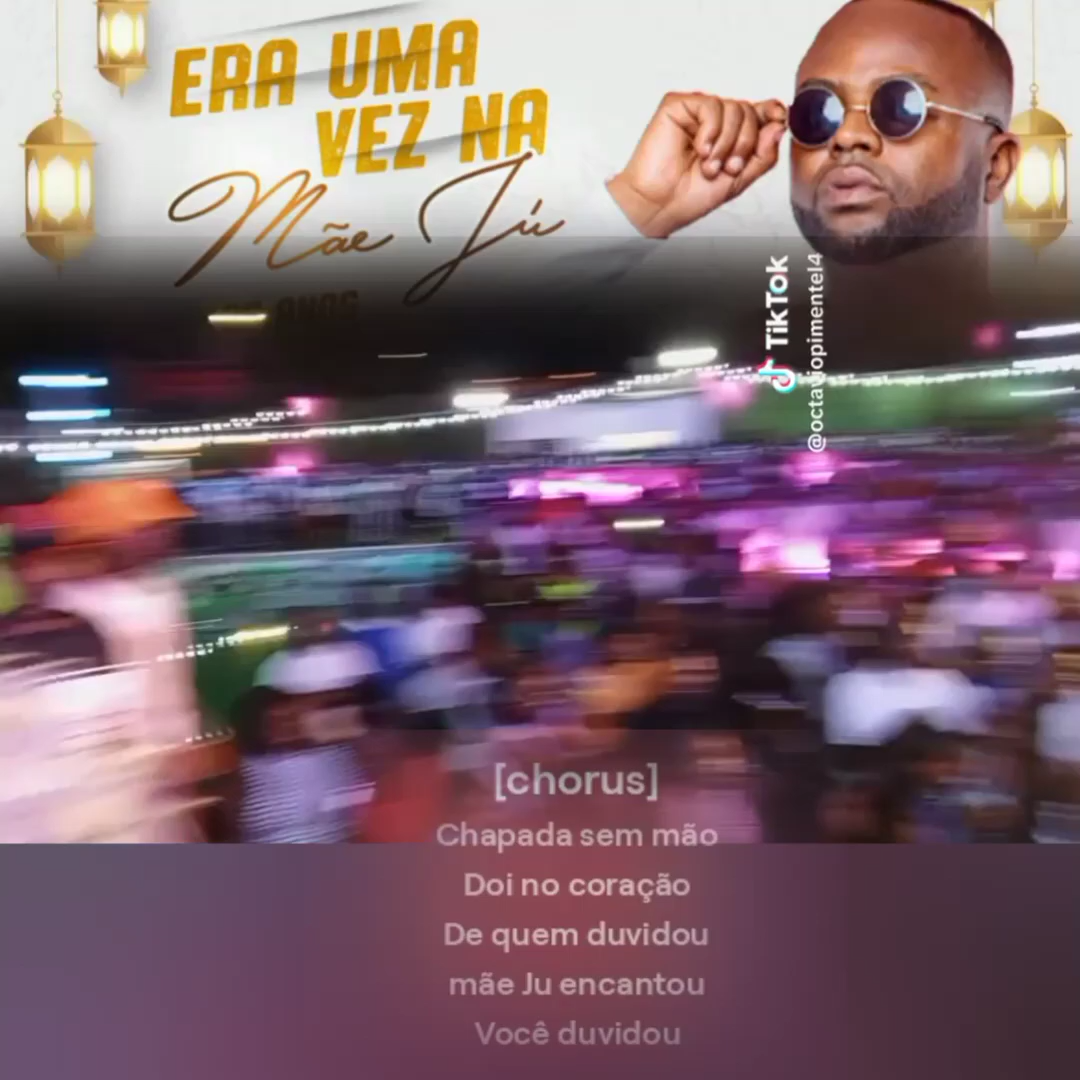 ERA UMA
VEZ NA
Mãe Jú
TikTok
@octaviopimentel4
[chorus]
Chapada sem mão
Doi no coração
De quem duvidou
mãe Ju encantou
Você duvidou